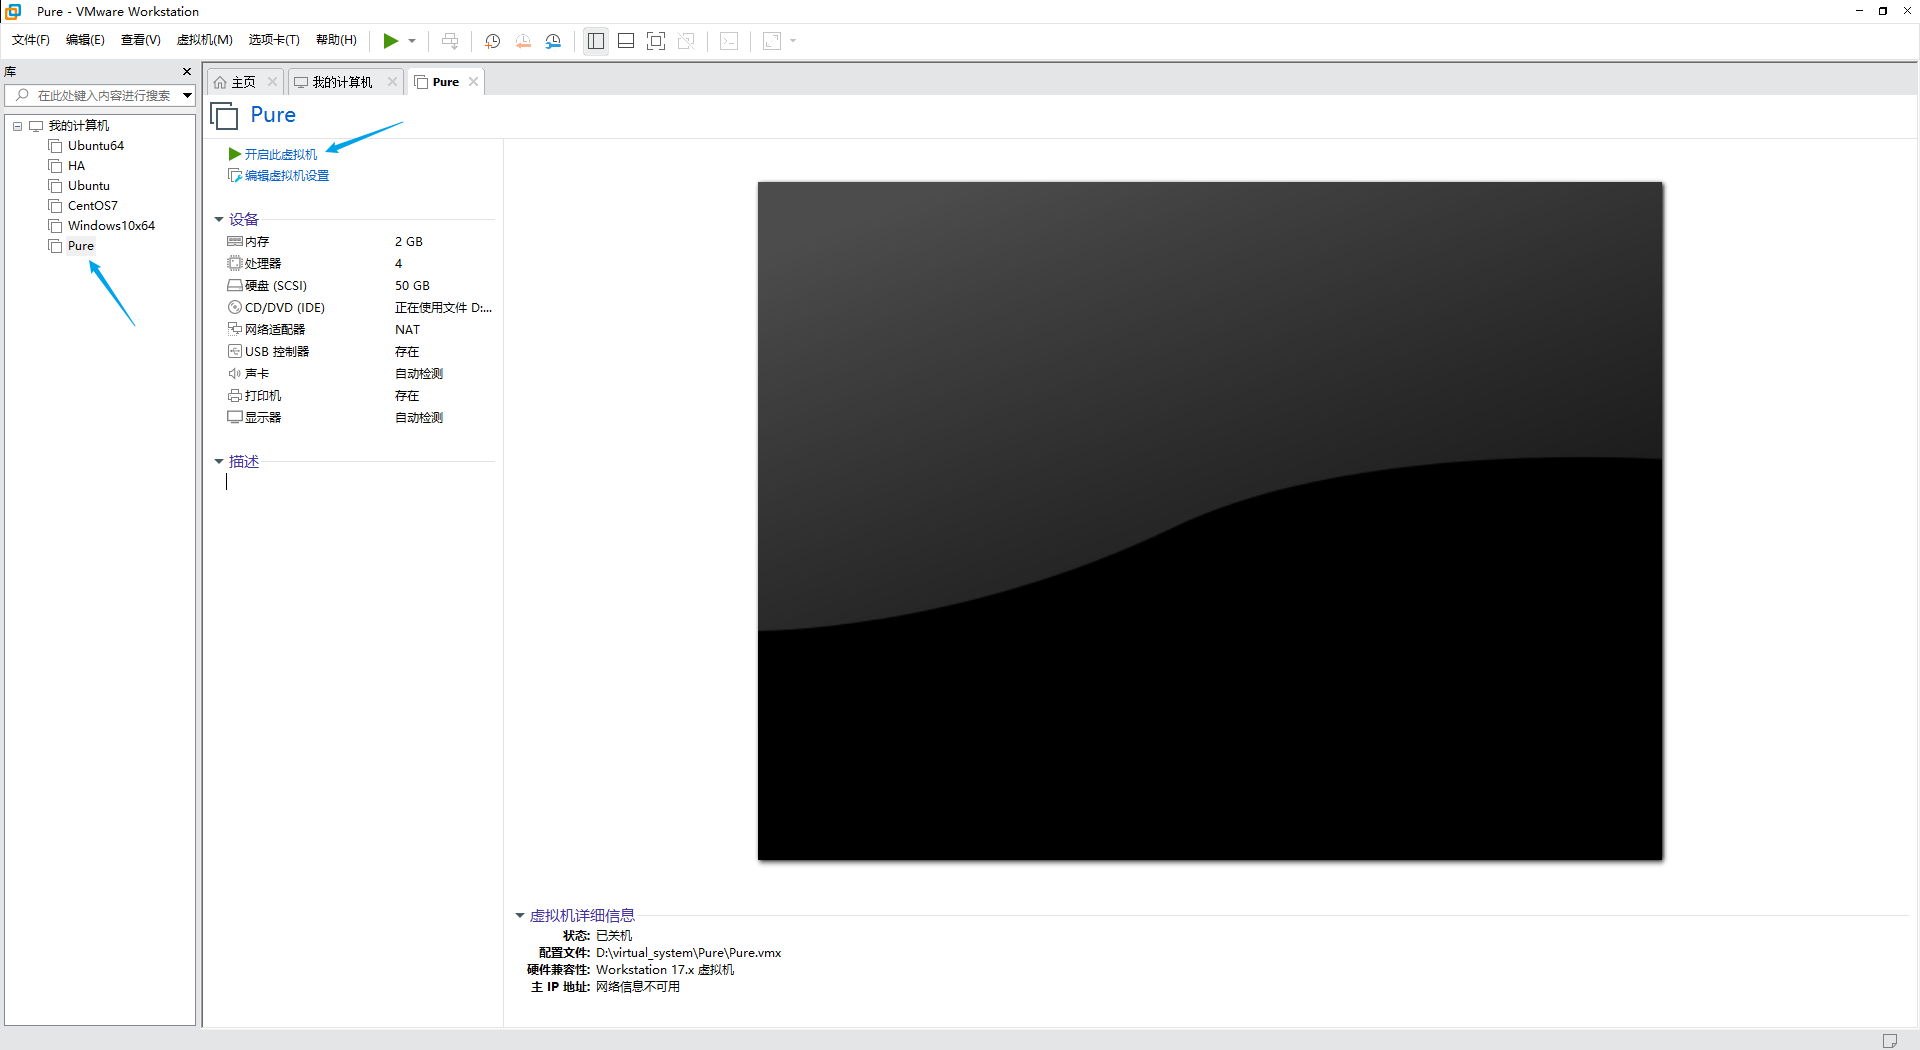 Pure - VMware Workstation
文件(F) 编辑(E) 查看(V) 虚拟机(M) 选项卡(T) 帮助(H)
库
在此处键入内容进行搜索
我的计算机
Ubuntu64
HA
Ubuntu
CentOS7
Windows10x64
Pure
主页 我的计算机 Pure
Pure
开启此虚拟机
编辑虚拟机设置
设备
内存 2 GB
处理器 4
硬盘 (SCSI) 50 GB
CD/DVD (IDE) 正在使用文件 D:...
网络适配器 NAT
USB 控制器 存在
声卡 自动检测
打印机 存在
显示器 自动检测
描述
虚拟机详细信息
状态: 已关机
配置文件: D:\virtual_system\Pure\Pure.vmx
硬件兼容性: Workstation 17.x 虚拟机
主 IP 地址: 网络信息不可用